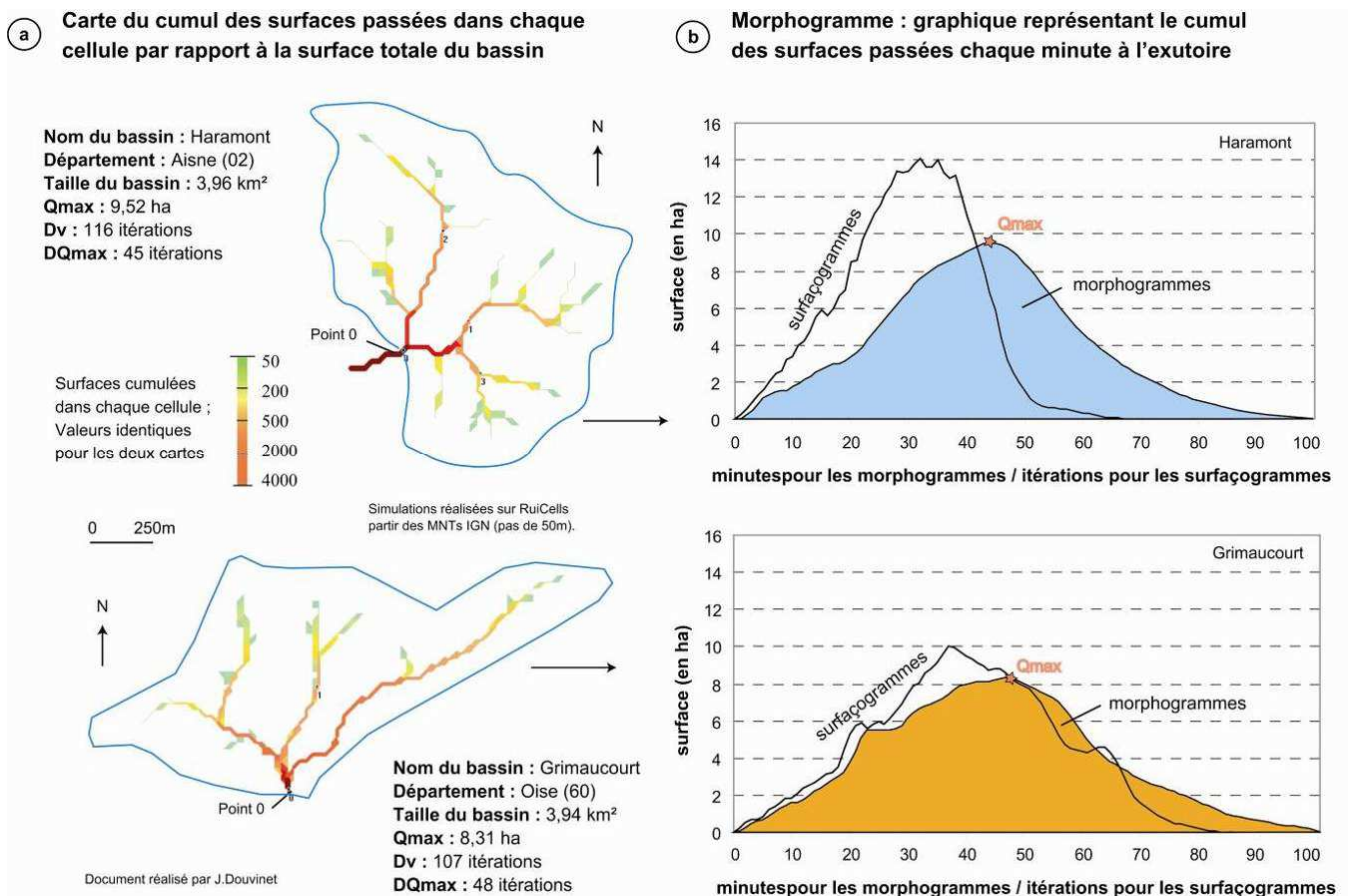 a
Carte du cumul des surfaces passées dans chaque
cellule par rapport à la surface totale du bassin
Nom du bassin : Haramont
Département : Aisne (02)
Taille du bassin : 3,96 km²
Qmax : 9,52 ha
Dv : 116 itérations
DQmax : 45 itérations
N
2
1
Point 0
3
Surfaces cumulées
dans chaque cellule ;
Valeurs identiques
pour les deux cartes
50
200
500
2000
4000
Simulations réalisées sur RuiCells
partir des MNTs IGN (pas de 50m).
0 250m
N
1
Point 0
Nom du bassin : Grimaucourt
Département : Oise (60)
Taille du bassin : 3,94 km²
Qmax : 8,31 ha
Dv : 107 itérations
DQmax : 48 itérations
Document réalisé par J.Douvinet
b
Morphogramme : graphique représentant le cumul
des surfaces passées chaque minute à l'exutoire
surface (en ha)
16
14
12
10
8
6
4
2
0
Haramont
surfaçogrammes
Qmax
morphogrammes
0 10 20 30 40 50 60 70 80 90 100
minutespour les morphogrammes / itérations pour les surfaçogrammes
surface (en ha)
16
14
12
10
8
6
4
2
0
Grimaucourt
surfaçogrammes
Qmax
morphogrammes
0 10 20 30 40 50 60 70 80 90 100
minutespour les morphogrammes / itérations pour les surfaçogrammes